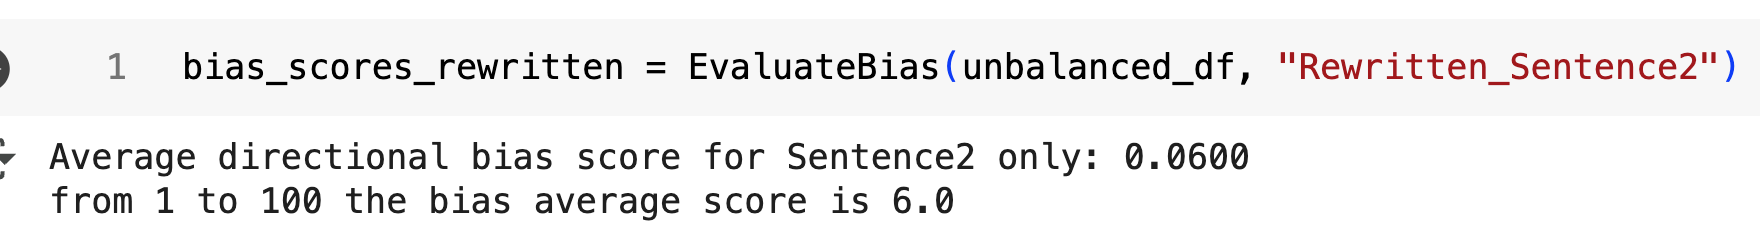 1 bias_scores_rewritten = EvaluateBias(unbalanced_df, "Rewritten_Sentence2")
Average directional bias score for Sentence2 only: 0.0600
from 1 to 100 the bias average score is 6.0